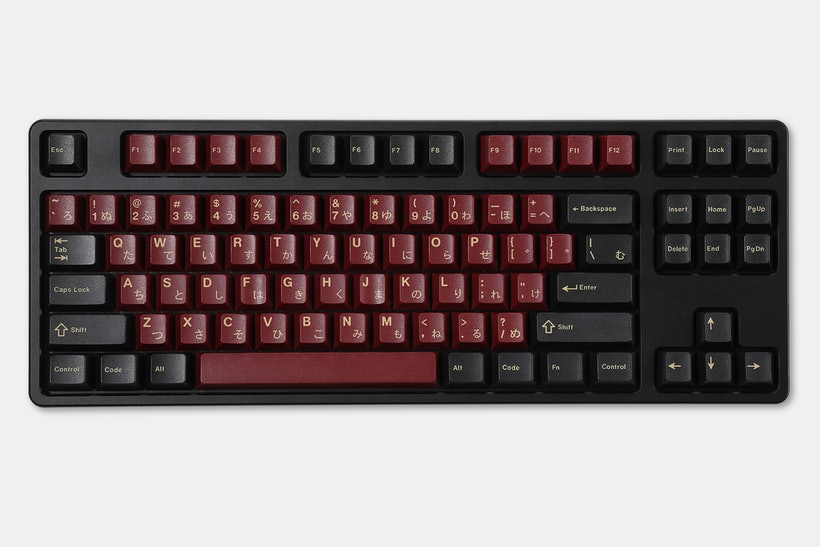 Esc F1 F2 F3 F4 F5 F6 F7 F8 F9 F10 F11 F12 Print Lock Pause
~ ` ろ ! 1 ぬ @ 2 ふ # 3 あ $ 4 う % 5 え ^ 6 お & 7 や * 8 ゆ ( 9 よ ) 0 わ — - ほ + = へ ← Backspace Insert Home PgUp
Tab Q た W て E い R す T か Y ん U な I に O ら P せ { [ ゛ } ] ゜ | \ む Delete End PgDn
Caps Lock A ち S と D し F は G き H く J ま K の L り : ; れ " ' け Enter
Shift Z つ X さ C そ V ひ B こ N み M も < , ね > . る ? / め Shift ↑
Control Code Alt Alt Code Fn Control ← ↓ →